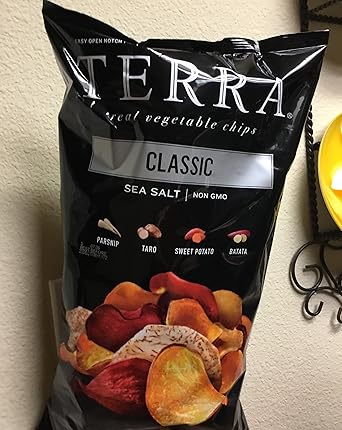 EASY OPEN NOTCH
TERRA®
real vegetable chips
CLASSIC
SEA SALT | NON GMO
PARSNIP
TARO
SWEET POTATO
BATATA